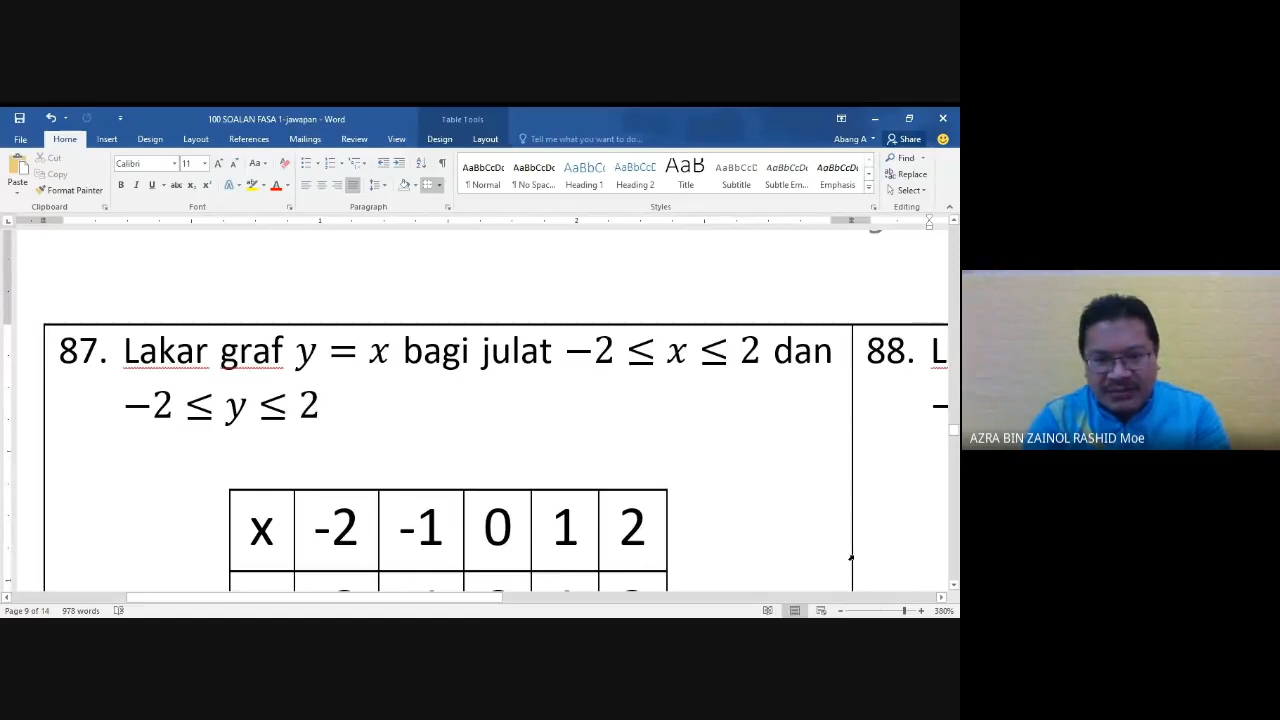 100 SOALAN FASA 1-jawapan - Word
Table Tools
File Home Insert Design Layout References Mailings Review View Design Layout Tell me what you want to do... Abang A Share
Paste
Cut
Copy
Format Painter
Clipboard
Calibri 11
Font
Paragraph
AaBbCcDc AaBbCcDc AaBbCc AaBbCcD AaB AaBbCcD AaBbCcDc AaBbCcDc
¶ Normal ¶ No Spac... Heading 1 Heading 2 Title Subtitle Subtle Em... Emphasis
Styles
Find
Replace
Select
Editing
1 2
87. Lakar graf y = x bagi julat −2 ≤ x ≤ 2 dan
−2 ≤ y ≤ 2
x -2 -1 0 1 2
88. L
−
AZRA BIN ZAINOL RASHID Moe
Page 9 of 14 978 words 380%